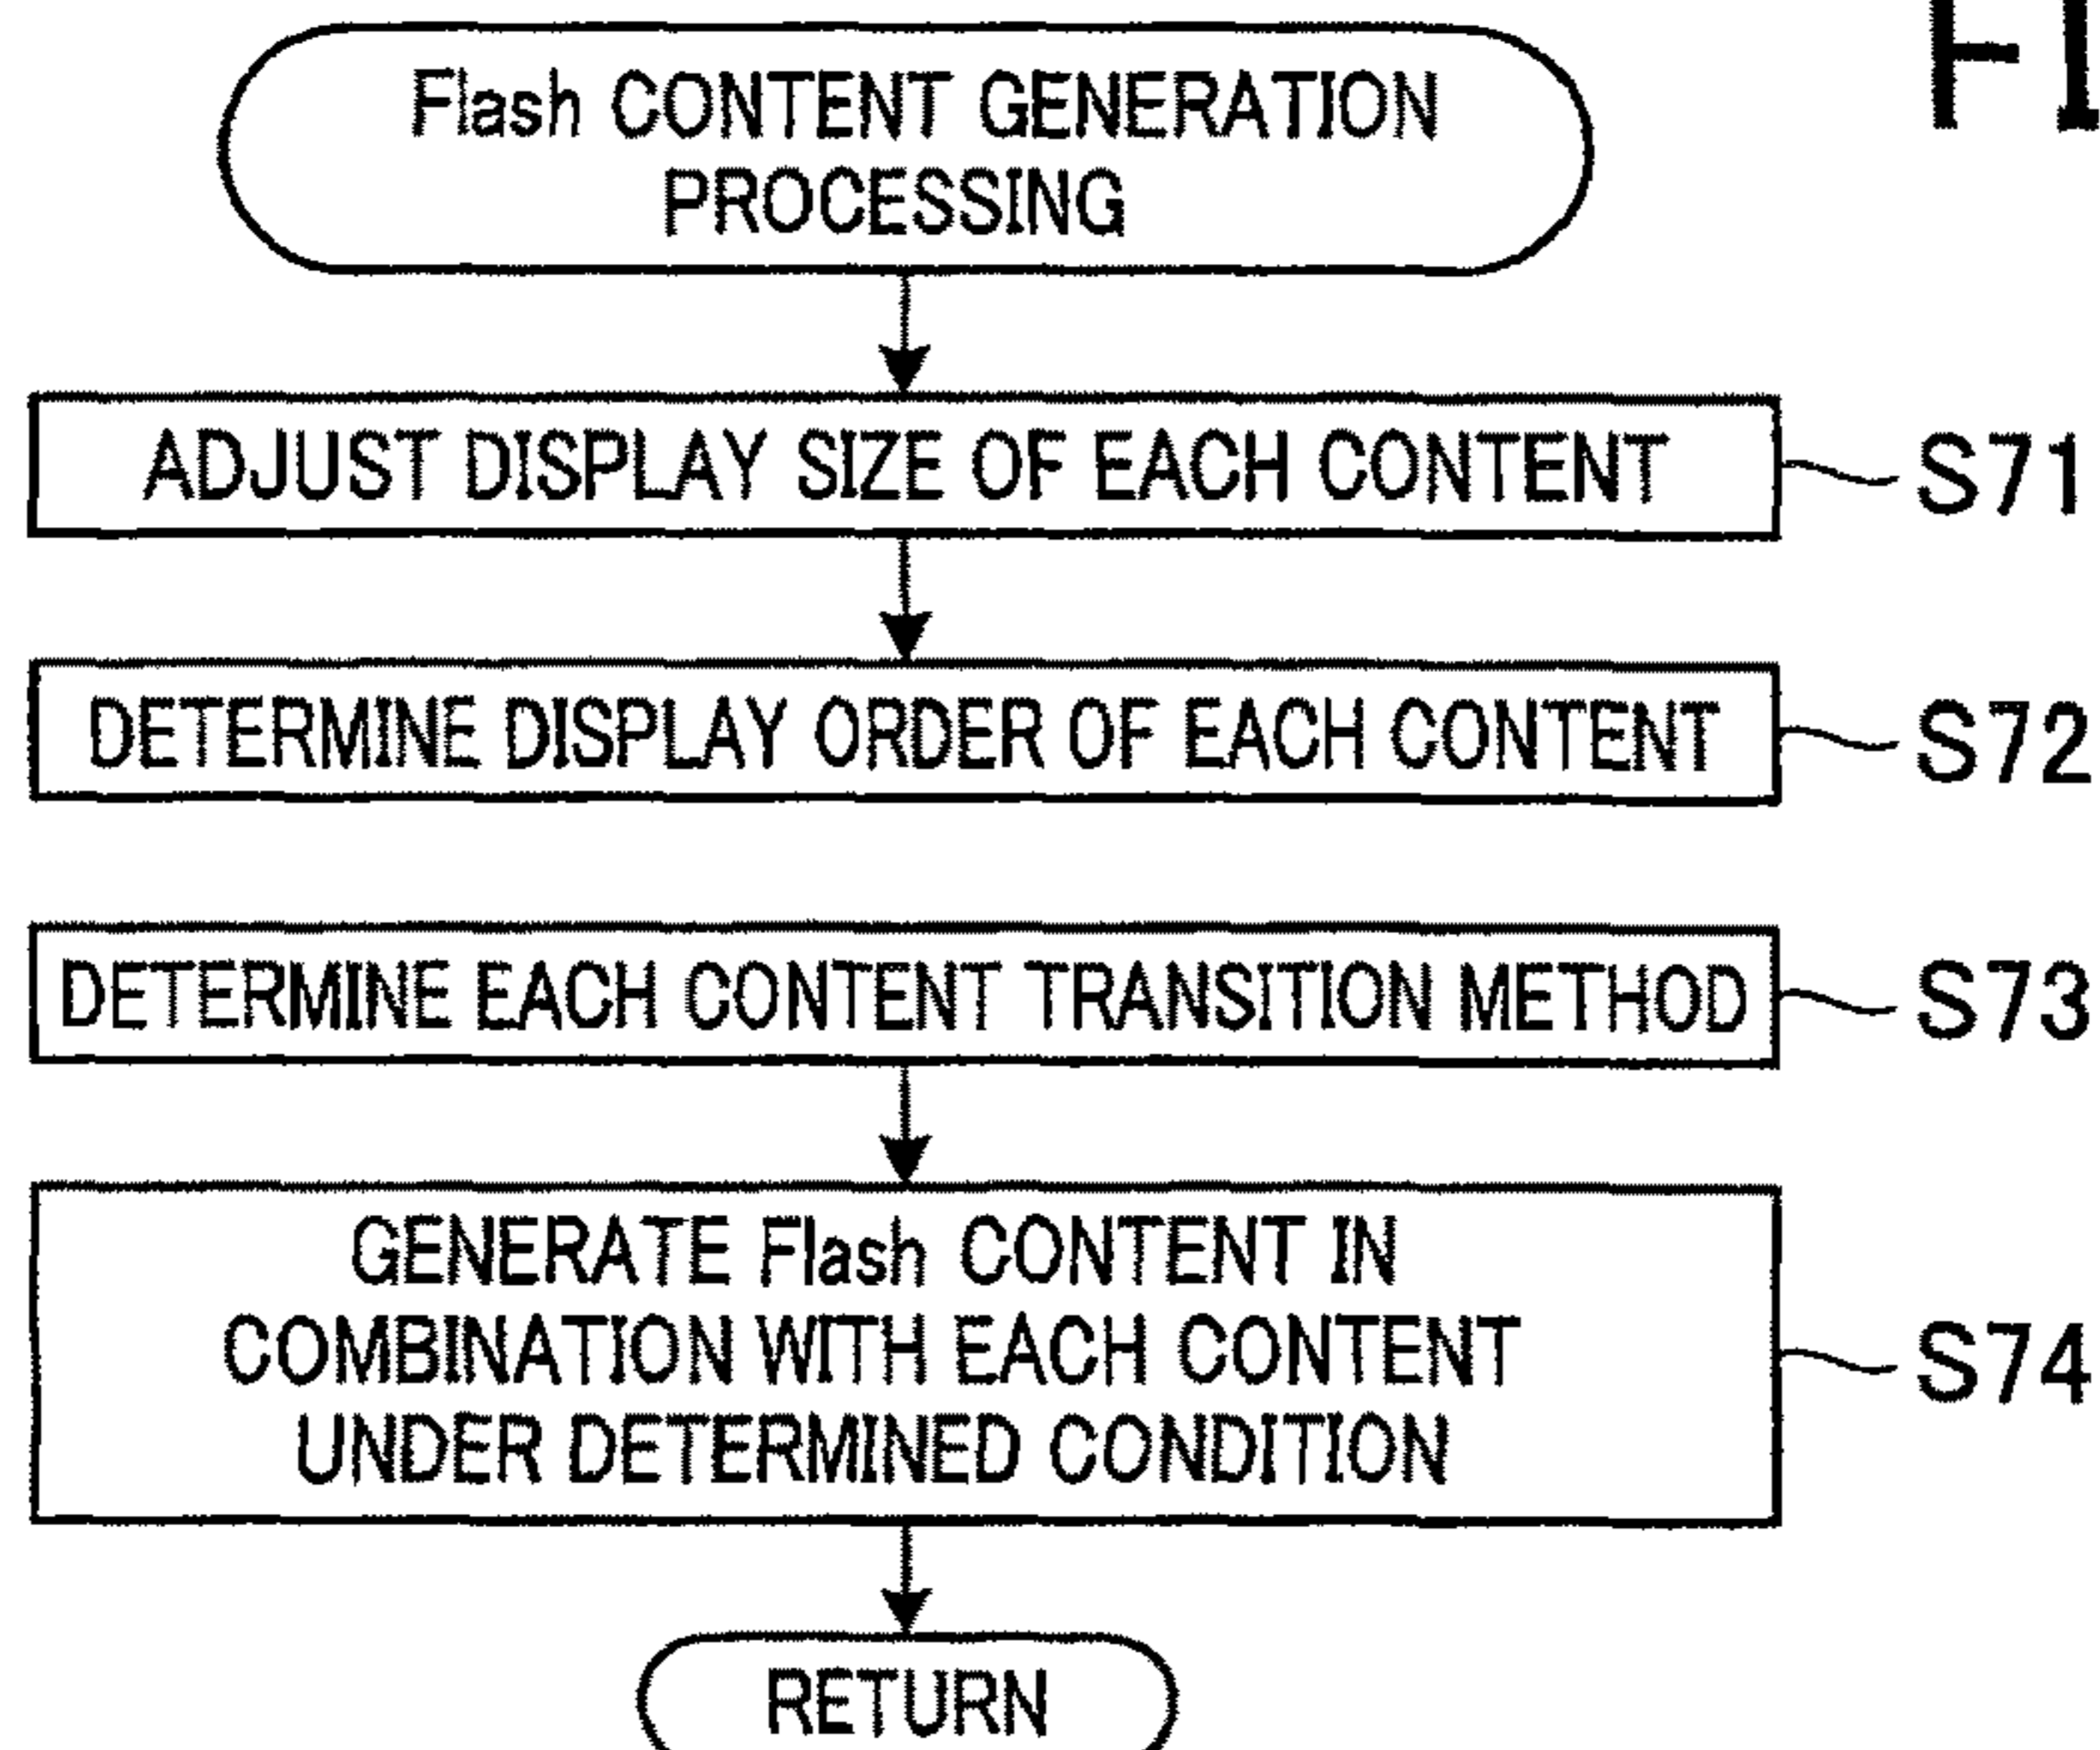 FI
Flash CONTENT GENERATION
PROCESSING
ADJUST DISPLAY SIZE OF EACH CONTENT
S71
DETERMINE DISPLAY ORDER OF EACH CONTENT
S72
DETERMINE EACH CONTENT TRANSITION METHOD
S73
GENERATE Flash CONTENT IN
COMBINATION WITH EACH CONTENT
UNDER DETERMINED CONDITION
S74
RETURN